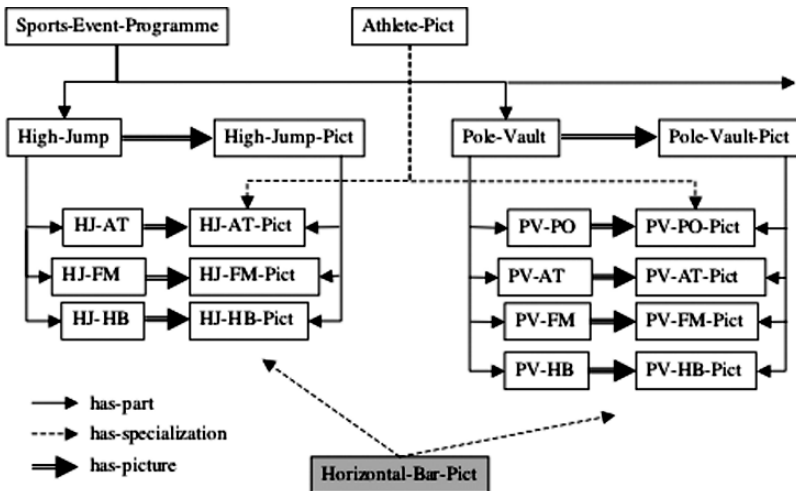 Sports-Event-Programme Athlete-Pict
High-Jump High-Jump-Pict Pole-Vault Pole-Vault-Pict
HJ-AT HJ-AT-Pict PV-PO PV-PO-Pict
HJ-FM HJ-FM-Pict PV-AT PV-AT-Pict
HJ-HB HJ-HB-Pict PV-FM PV-FM-Pict
PV-HB PV-HB-Pict
has-part
has-specialization
has-picture
Horizontal-Bar-Pict